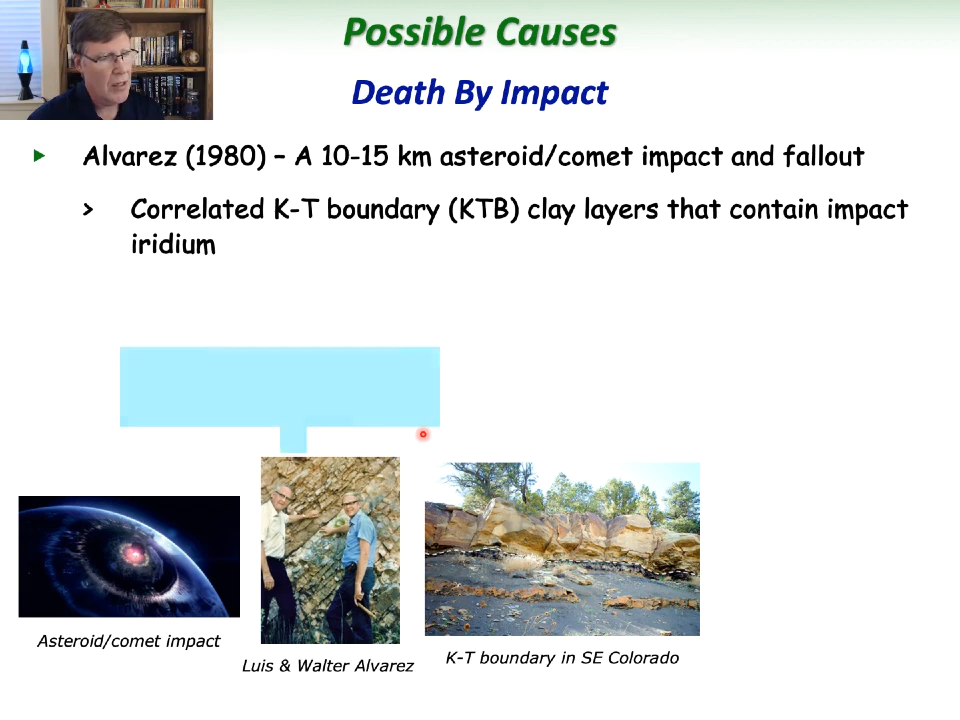 Possible Causes
Death By Impact
Alvarez (1980) – A 10-15 km asteroid/comet impact and fallout
> Correlated K-T boundary (KTB) clay layers that contain impact
iridium
Asteroid/comet impact
Luis & Walter Alvarez
K-T boundary in SE Colorado